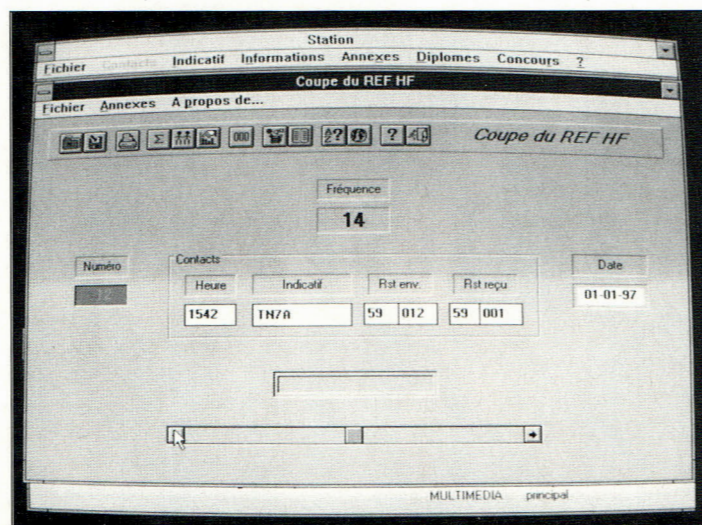 Station
Fichier Contacts Indicatif Informations Annexes Diplomes Concours ?
Coupe du REF HF
Fichier Annexes A propos de...
Coupe du REF HF
Fréquence
14
Numéro
Contacts
Date
Heure Indicatif Rst env. Rst reçu
01-01-97
1542 TN7A 59 012 59 001
MULTIMEDIA principal